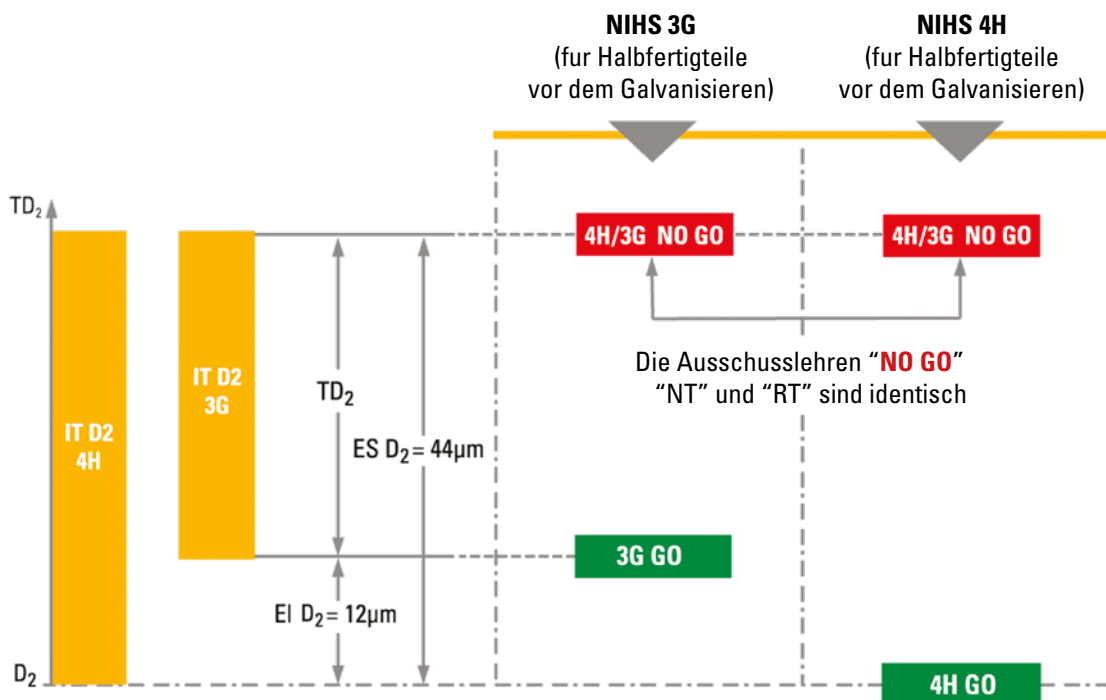 NIHS 3G
(fur Halbfertigteile
vor dem Galvanisieren)
NIHS 4H
(fur Halbfertigteile
vor dem Galvanisieren)
TD₂
4H/3G NO GO
4H/3G NO GO
IT D2
4H
IT D2
3G
TD₂
ES D₂= 44µm
Die Ausschusslehren “NO GO”
“NT” und “RT” sind identisch
3G GO
EI D₂= 12µm
D₂
4H GO